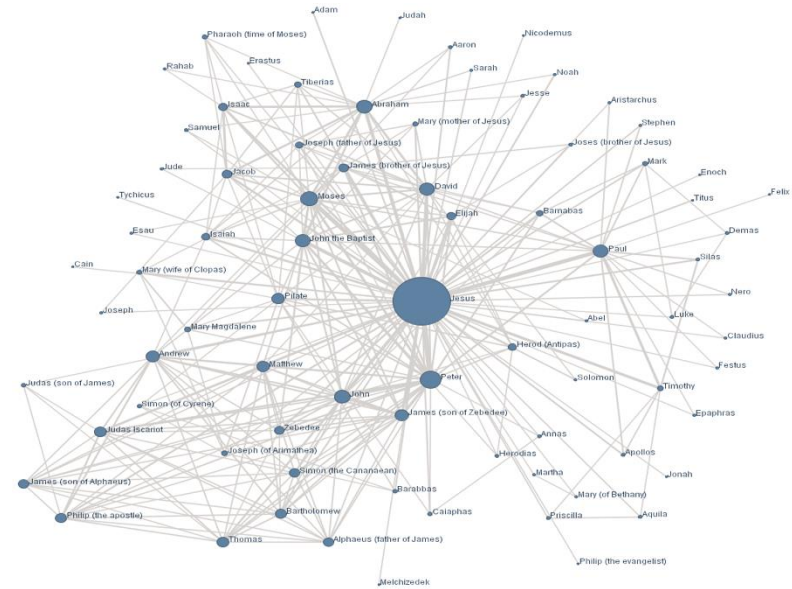 Adam
Judah
Pharaoh (time of Moses)
Nicodemus
Aaron
Rahab
Erastus
Sarah
Noah
Tiberias
Jesse
Isaac
Abraham
Aristarchus
Samuel
Mary (mother of Jesus)
Stephen
Joseph (father of Jesus)
Joses (brother of Jesus)
Jude
James (brother of Jesus)
Mark
Jacob
Enoch
David
Tychicus
Moses
Titus
Felix
Elijah
Barnabas
Esau
Isaiah
John the Baptist
Demas
Paul
Silas
Cain
Mary (wife of Clopas)
Pilate
Jesus
Nero
Joseph
Abel
Luke
Mary Magdalene
Claudius
Herod (Antipas)
Andrew
Matthew
Festus
Peter
Solomon
Judas (son of James)
Timothy
John
Simon (of Cyrene)
James (son of Zebedee)
Epaphras
Judas Iscariot
Zebedee
Annas
Joseph (of Arimathea)
Herodias
Apollos
Simon (the Cananaean)
Martha
Jonah
James (son of Alphaeus)
Barabbas
Mary (of Bethany)
Philip (the apostle)
Bartholomew
Caiaphas
Priscilla
Aquila
Thomas
Alphaeus (father of James)
Philip (the evangelist)
Melchizedek